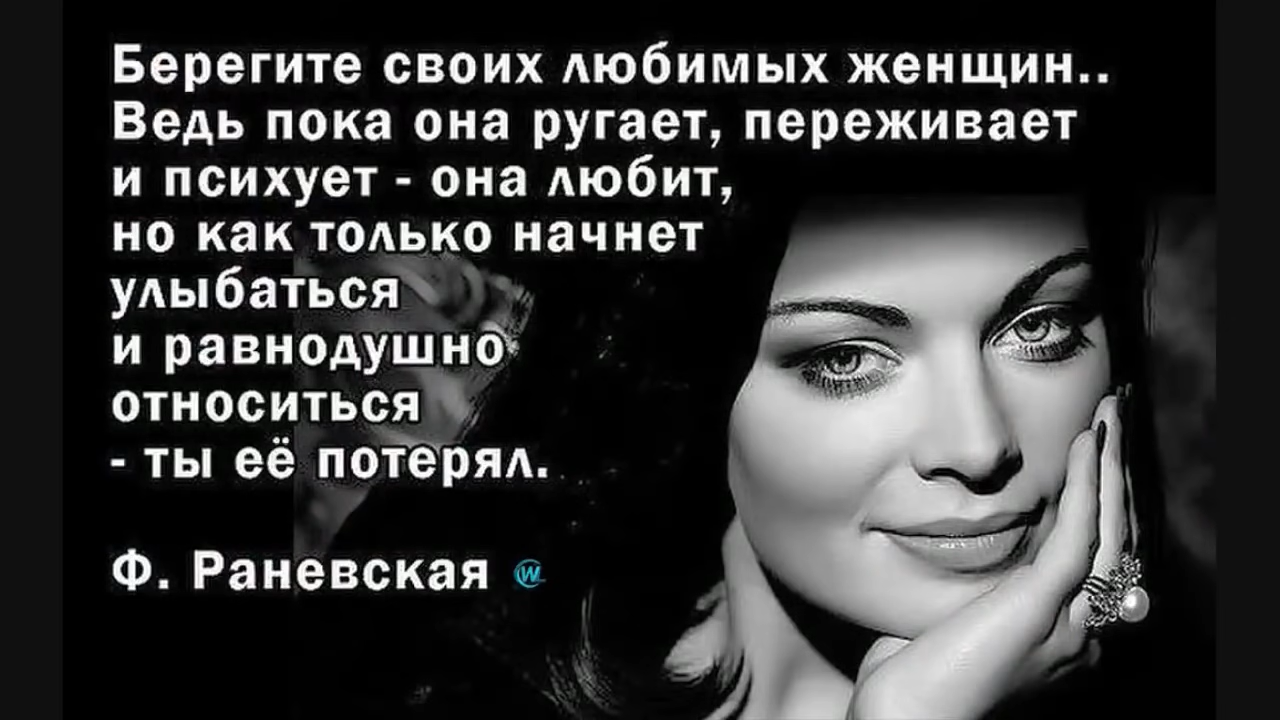 Берегите своих любимых женщин..
Ведь пока она ругает, переживает
и психует - она любит,
но как только начнет
улыбаться
и равнодушно
относиться
- ты её потерял.
Ф. Раневская
W